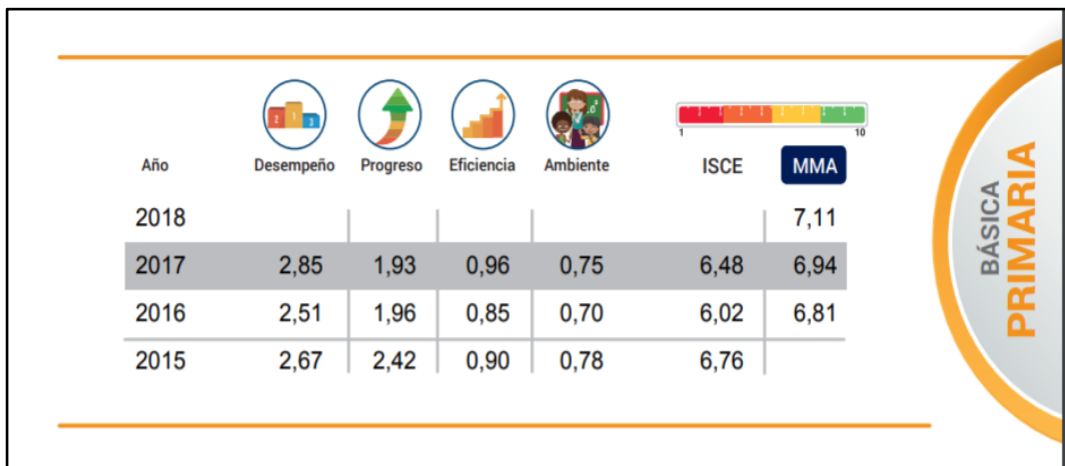 1 10
Año Desempeño Progreso Eficiencia Ambiente ISCE MMA
2018 7,11
2017 2,85 1,93 0,96 0,75 6,48 6,94
2016 2,51 1,96 0,85 0,70 6,02 6,81
2015 2,67 2,42 0,90 0,78 6,76
BÁSICA
PRIMARIA